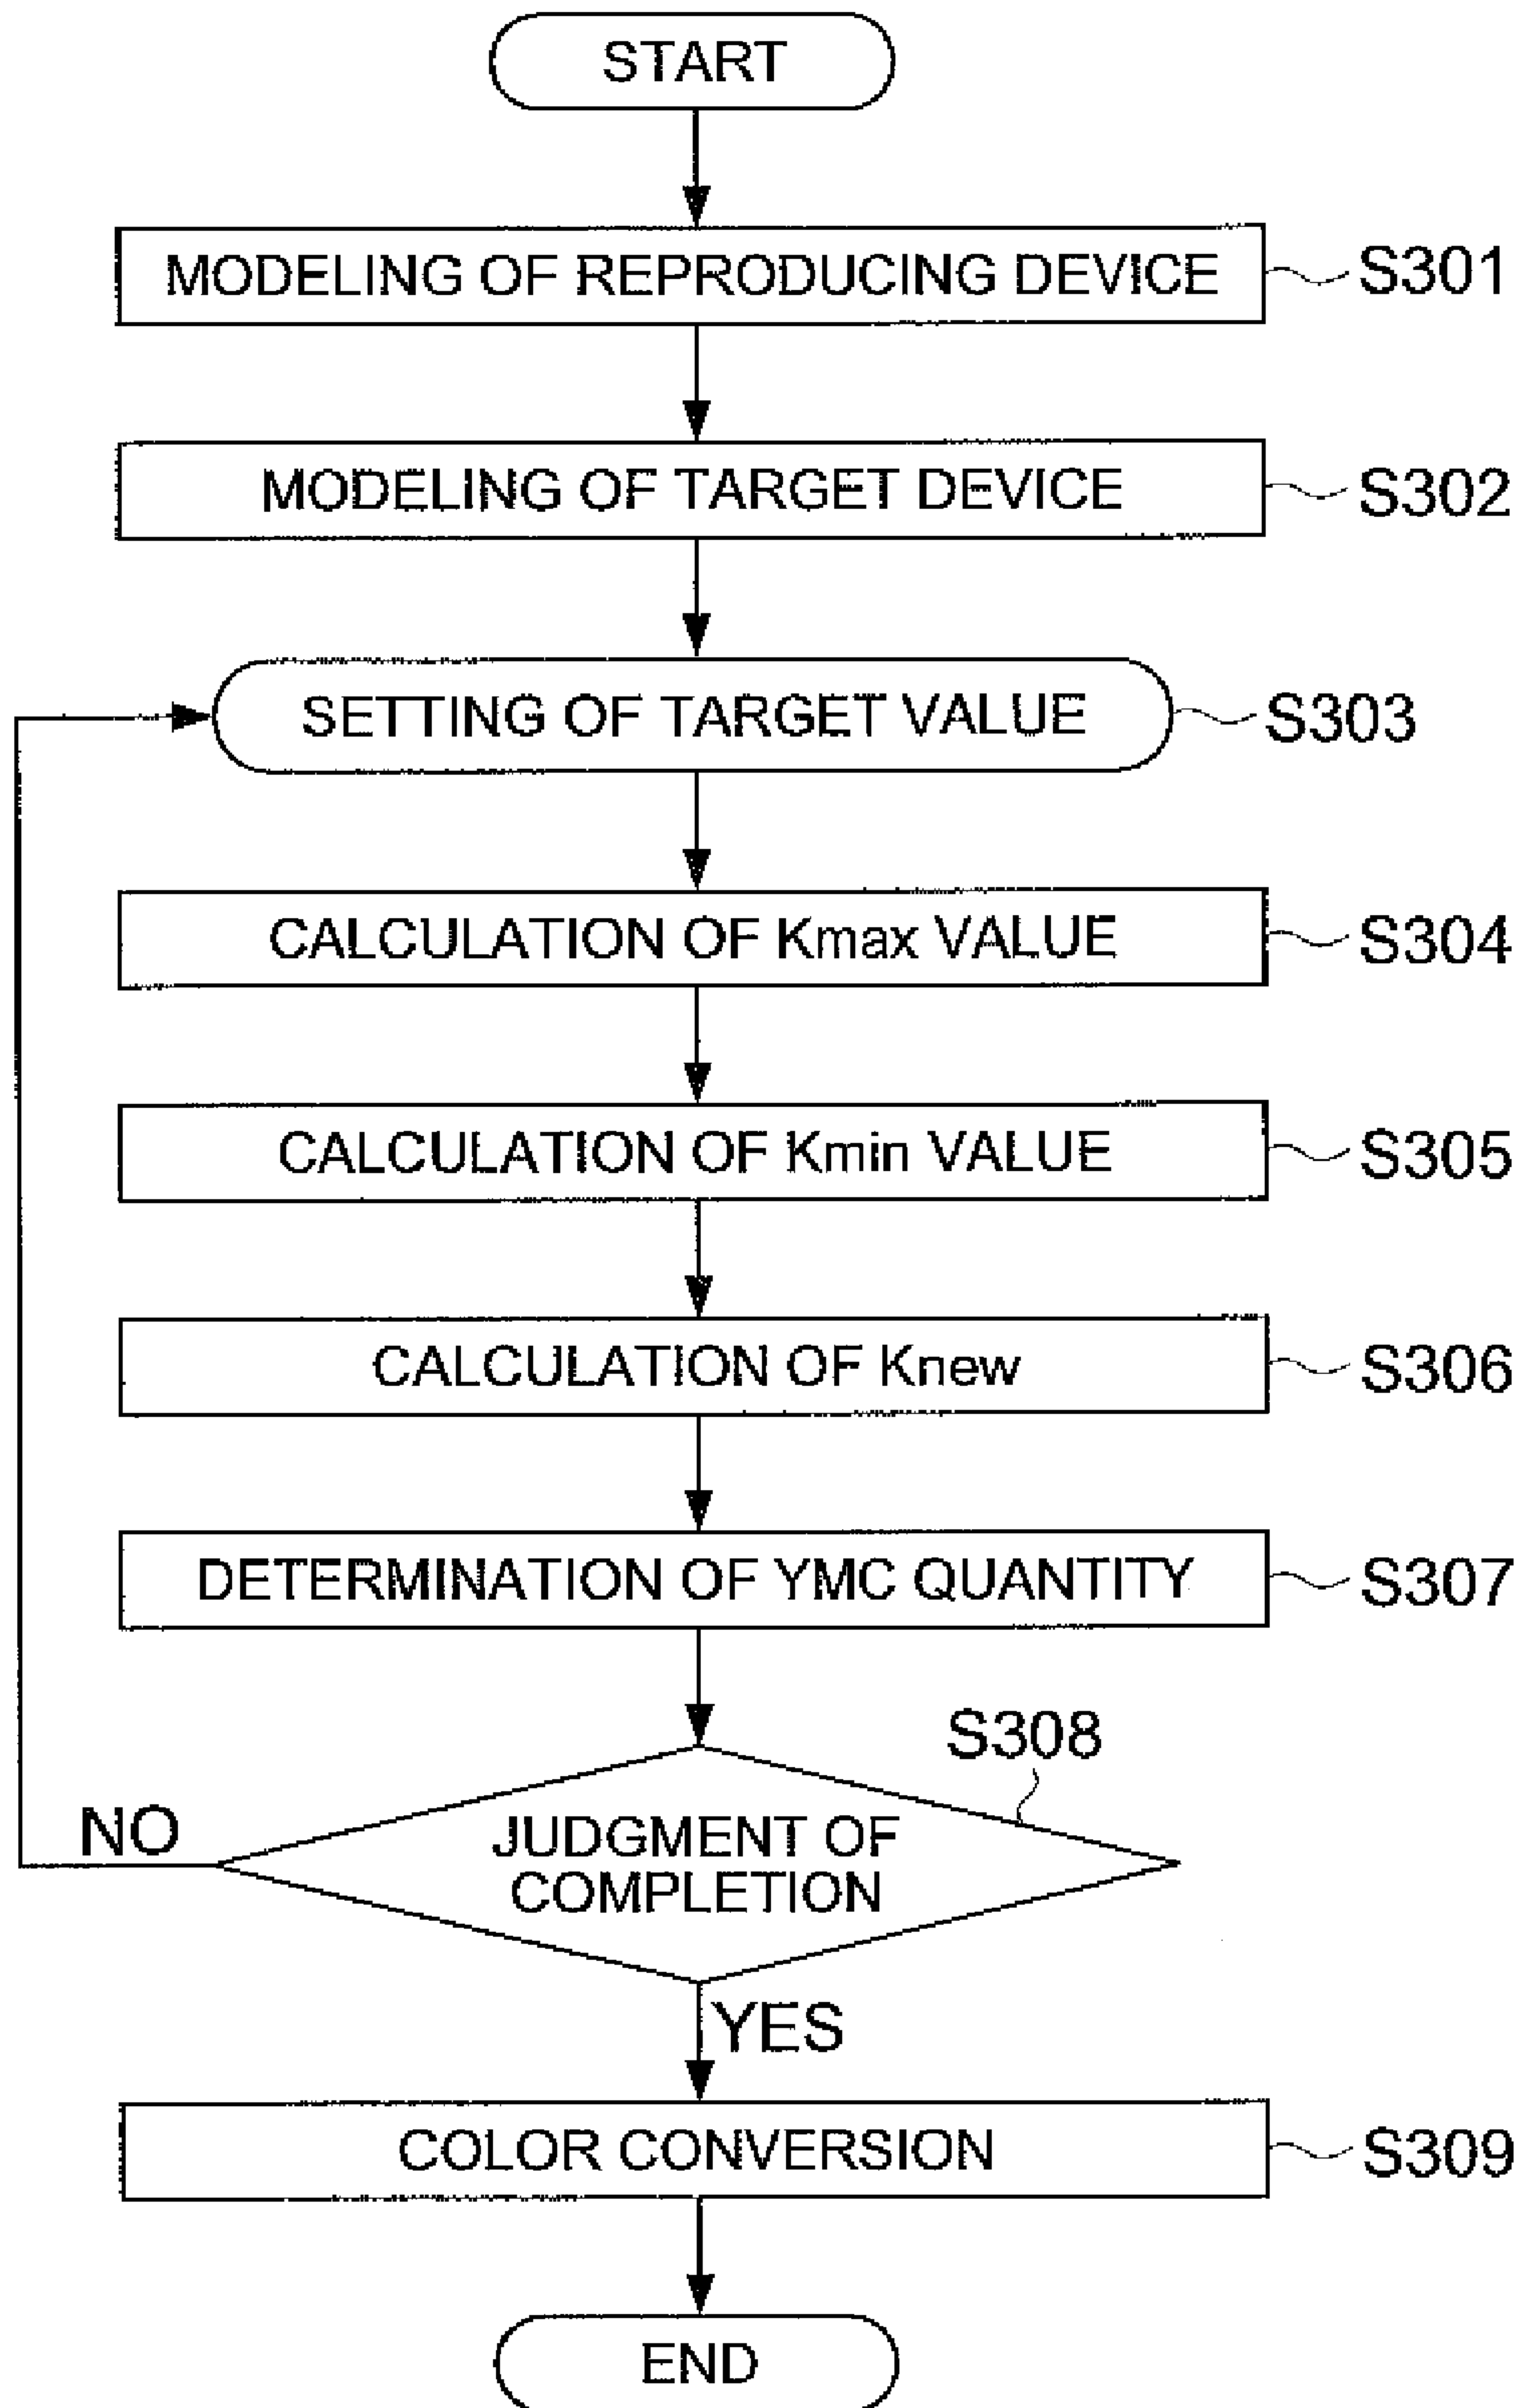 START
MODELING OF REPRODUCING DEVICE
S301
MODELING OF TARGET DEVICE
S302
SETTING OF TARGET VALUE
S303
CALCULATION OF Kmax VALUE
S304
CALCULATION OF Kmin VALUE
S305
CALCULATION OF Knew
S306
DETERMINATION OF YMC QUANTITY
S307
S308
JUDGMENT OF
COMPLETION
NO
YES
COLOR CONVERSION
S309
END